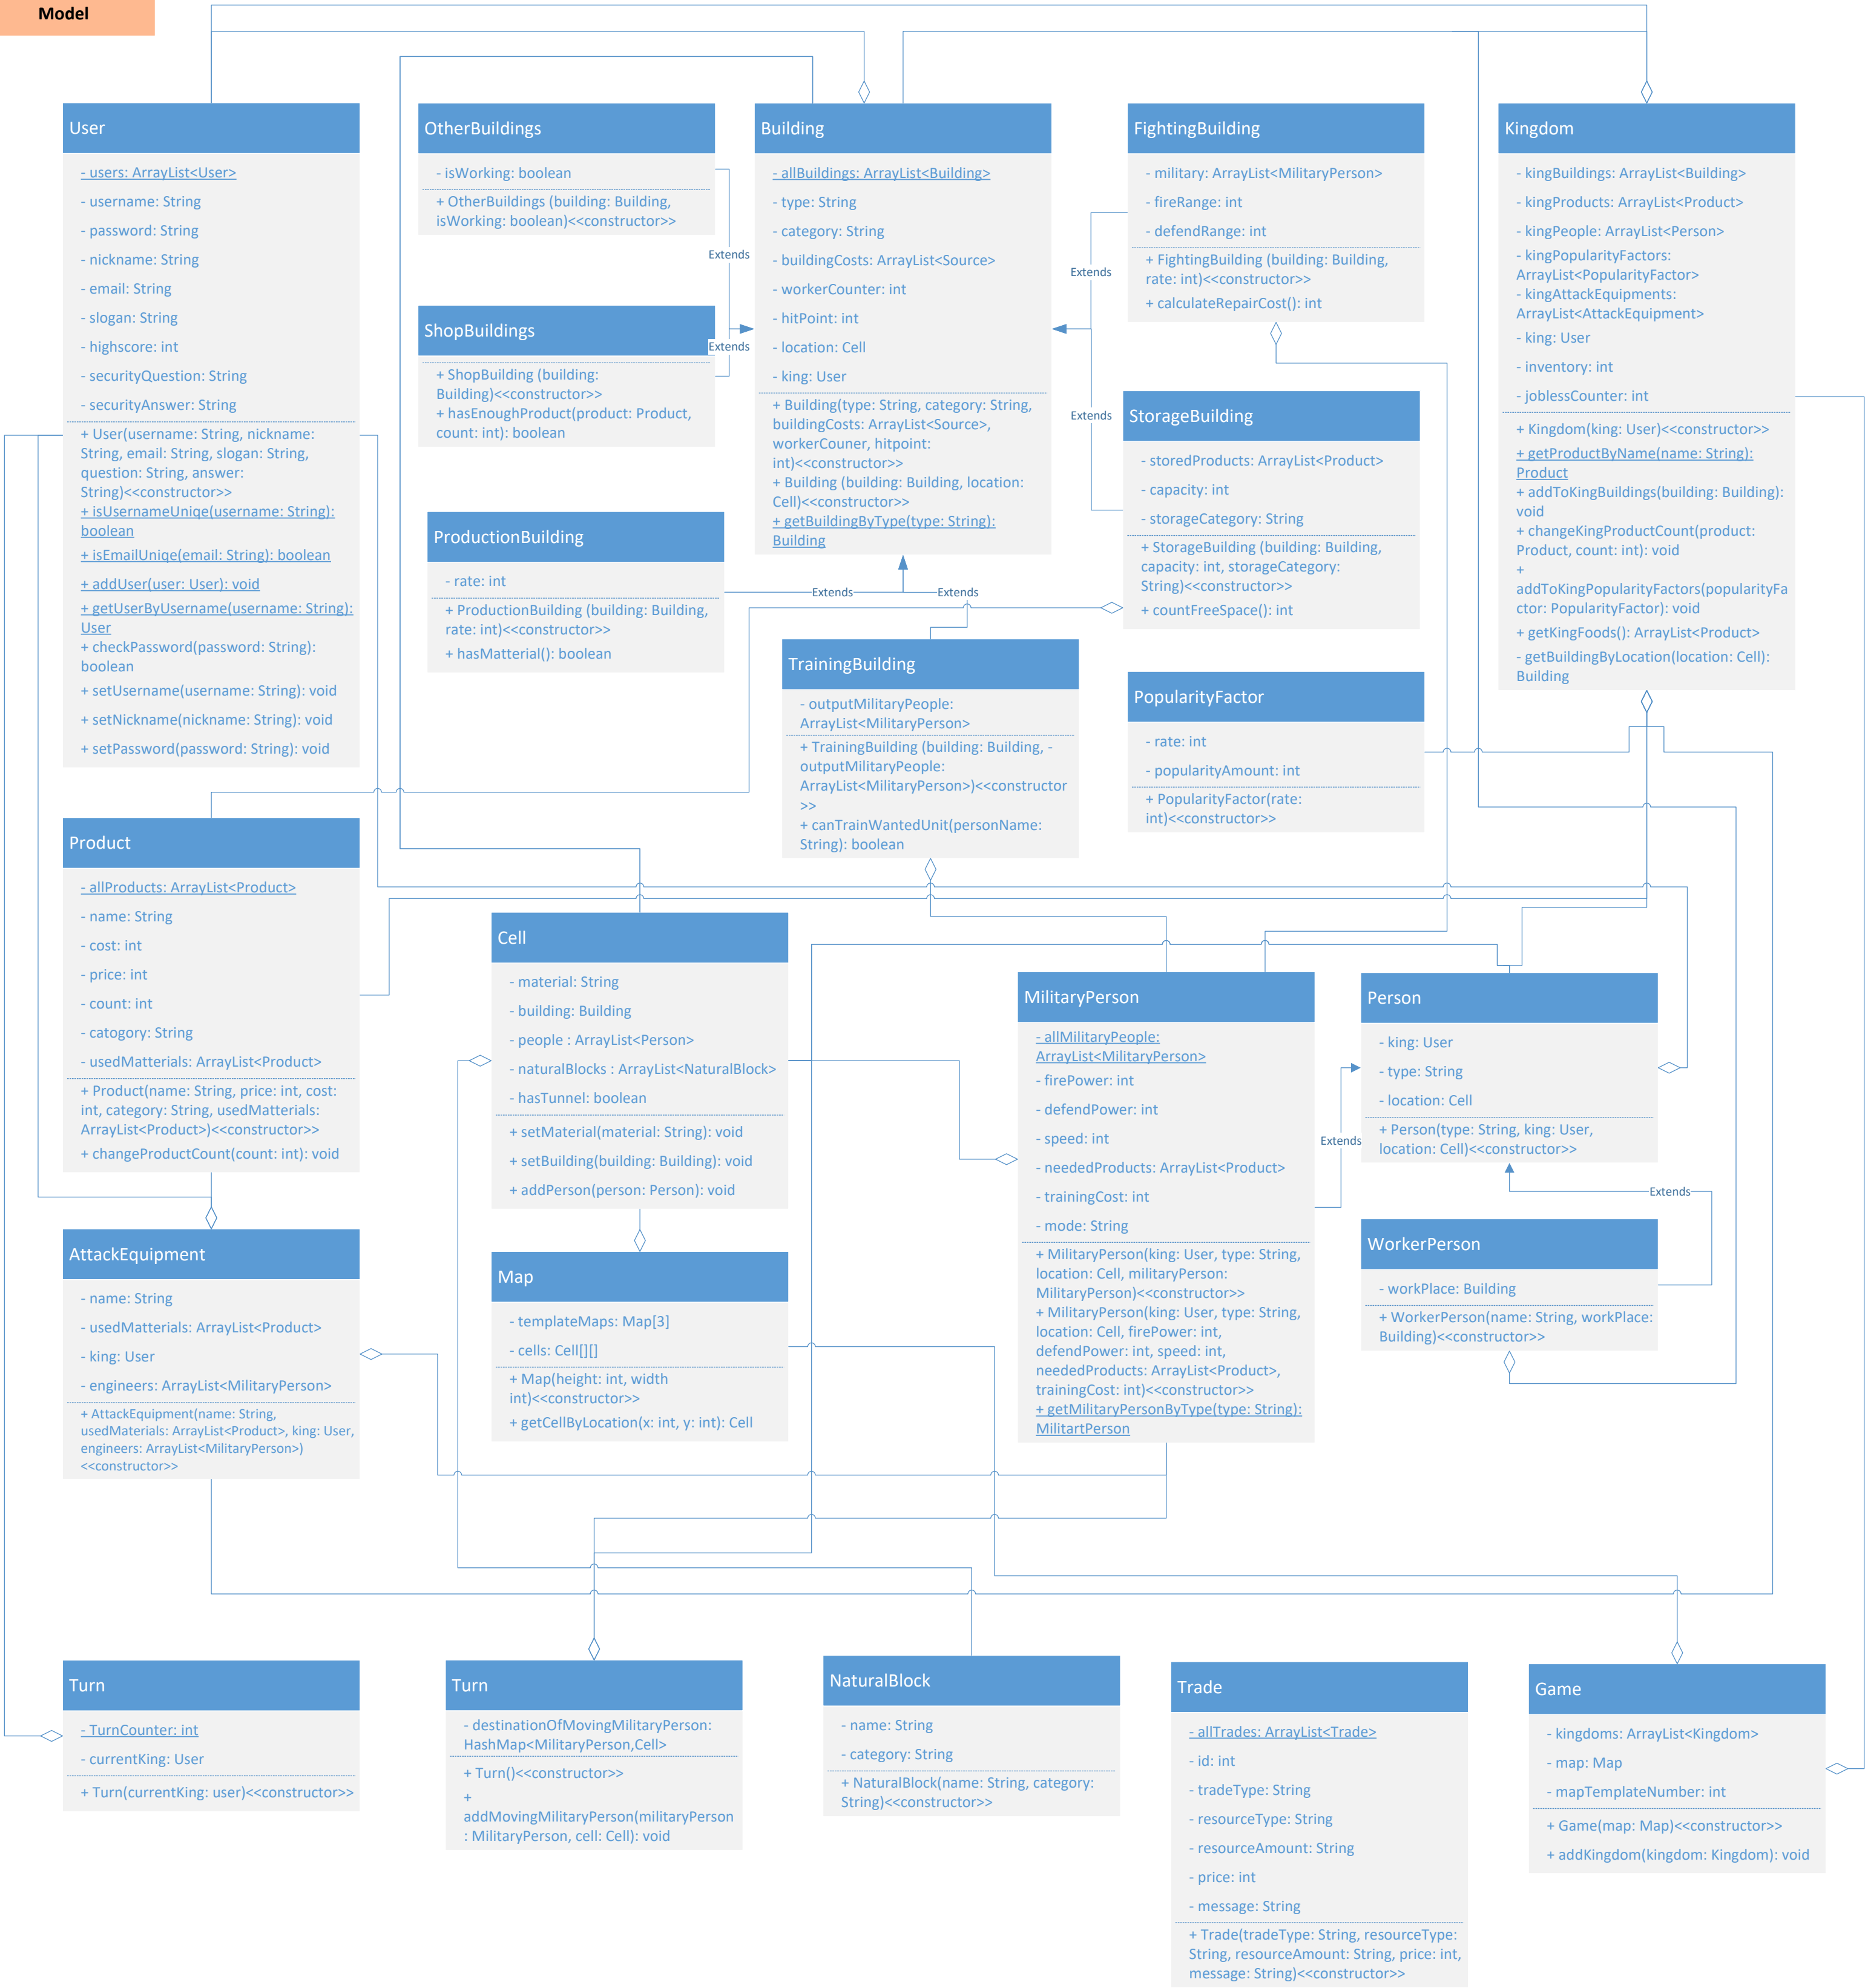 Model
User
- users: ArrayList<User>
- username: String
- password: String
- nickname: String
- email: String
- slogan: String
- highscore: int
- securityQuestion: String
- securityAnswer: String
+ User(username: String, nickname:
String, email: String, slogan: String,
question: String, answer:
String)<<constructor>>
+ isUsernameUniqe(username: String):
boolean
+ isEmailUniqe(email: String): boolean
+ addUser(user: User): void
+ getUserByUsername(username: String):
User
+ checkPassword(password: String):
boolean
+ setUsername(username: String): void
+ setNickname(nickname: String): void
+ setPassword(password: String): void
OtherBuildings
- isWorking: boolean
+ OtherBuildings (building: Building,
isWorking: boolean)<<constructor>>
Extends
ShopBuildings
+ ShopBuilding (building:
Building)<<constructor>>
+ hasEnoughProduct(product: Product,
count: int): boolean
Extends
ProductionBuilding
- rate: int
+ ProductionBuilding (building: Building,
rate: int)<<constructor>>
+ hasMatterial(): boolean
Extends
Building
- allBuildings: ArrayList<Building>
- type: String
- category: String
- buildingCosts: ArrayList<Source>
- workerCounter: int
- hitPoint: int
- location: Cell
- king: User
+ Building(type: String, category: String,
buildingCosts: ArrayList<Source>,
workerCouner, hitpoint:
int)<<constructor>>
+ Building (building: Building, location:
Cell)<<constructor>>
+ getBuildingByType(type: String):
Building
Extends
TrainingBuilding
- outputMilitaryPeople:
ArrayList<MilitaryPerson>
+ TrainingBuilding (building: Building, -
outputMilitaryPeople:
ArrayList<MilitaryPerson>)<<constructor
>>
+ canTrainWantedUnit(personName:
String): boolean
FightingBuilding
- military: ArrayList<MilitaryPerson>
- fireRange: int
- defendRange: int
+ FightingBuilding (building: Building,
rate: int)<<constructor>>
+ calculateRepairCost(): int
Extends
StorageBuilding
- storedProducts: ArrayList<Product>
- capacity: int
- storageCategory: String
+ StorageBuilding (building: Building,
capacity: int, storageCategory:
String)<<constructor>>
+ countFreeSpace(): int
Extends
PopularityFactor
- rate: int
- popularityAmount: int
+ PopularityFactor(rate:
int)<<constructor>>
Kingdom
- kingBuildings: ArrayList<Building>
- kingProducts: ArrayList<Product>
- kingPeople: ArrayList<Person>
- kingPopularityFactors:
ArrayList<PopularityFactor>
- kingAttackEquipments:
ArrayList<AttackEquipment>
- king: User
- inventory: int
- joblessCounter: int
+ Kingdom(king: User)<<constructor>>
+ getProductByName(name: String):
Product
+ addToKingBuildings(building: Building):
void
+ changeKingProductCount(product:
Product, count: int): void
+
addToKingPopularityFactors(popularityFa
ctor: PopularityFactor): void
+ getKingFoods(): ArrayList<Product>
- getBuildingByLocation(location: Cell):
Building
Product
- allProducts: ArrayList<Product>
- name: String
- cost: int
- price: int
- count: int
- catogory: String
- usedMatterials: ArrayList<Product>
+ Product(name: String, price: int, cost:
int, category: String, usedMatterials:
ArrayList<Product>)<<constructor>>
+ changeProductCount(count: int): void
Cell
- material: String
- building: Building
- people : ArrayList<Person>
- naturalBlocks : ArrayList<NaturalBlock>
- hasTunnel: boolean
+ setMaterial(material: String): void
+ setBuilding(building: Building): void
+ addPerson(person: Person): void
MilitaryPerson
- allMilitaryPeople:
ArrayList<MilitaryPerson>
- firePower: int
- defendPower: int
- speed: int
- neededProducts: ArrayList<Product>
- trainingCost: int
- mode: String
+ MilitaryPerson(king: User, type: String,
location: Cell, militaryPerson:
MilitaryPerson)<<constructor>>
+ MilitaryPerson(king: User, type: String,
location: Cell, firePower: int,
defendPower: int, speed: int,
neededProducts: ArrayList<Product>,
trainingCost: int)<<constructor>>
+ getMilitaryPersonByType(type: String):
MilitartPerson
Extends
Person
- king: User
- type: String
- location: Cell
+ Person(type: String, king: User,
location: Cell)<<constructor>>
Extends
WorkerPerson
- workPlace: Building
+ WorkerPerson(name: String, workPlace:
Building)<<constructor>>
AttackEquipment
- name: String
- usedMatterials: ArrayList<Product>
- king: User
- engineers: ArrayList<MilitaryPerson>
+ AttackEquipment(name: String,
usedMaterials: ArrayList<Product>, king: User,
engineers: ArrayList<MilitaryPerson>)
<<constructor>>
Map
- templateMaps: Map[3]
- cells: Cell[][]
+ Map(height: int, width
int)<<constructor>>
+ getCellByLocation(x: int, y: int): Cell
Turn
- TurnCounter: int
- currentKing: User
+ Turn(currentKing: user)<<constructor>>
Turn
- destinationOfMovingMilitaryPerson:
HashMap<MilitaryPerson,Cell>
+ Turn()<<constructor>>
+
addMovingMilitaryPerson(militaryPerson
: MilitaryPerson, cell: Cell): void
NaturalBlock
- name: String
- category: String
+ NaturalBlock(name: String, category:
String)<<constructor>>
Trade
- allTrades: ArrayList<Trade>
- id: int
- tradeType: String
- resourceType: String
- resourceAmount: String
- price: int
- message: String
+ Trade(tradeType: String, resourceType:
String, resourceAmount: String, price: int,
message: String)<<constructor>>
Game
- kingdoms: ArrayList<Kingdom>
- map: Map
- mapTemplateNumber: int
+ Game(map: Map)<<constructor>>
+ addKingdom(kingdom: Kingdom): void